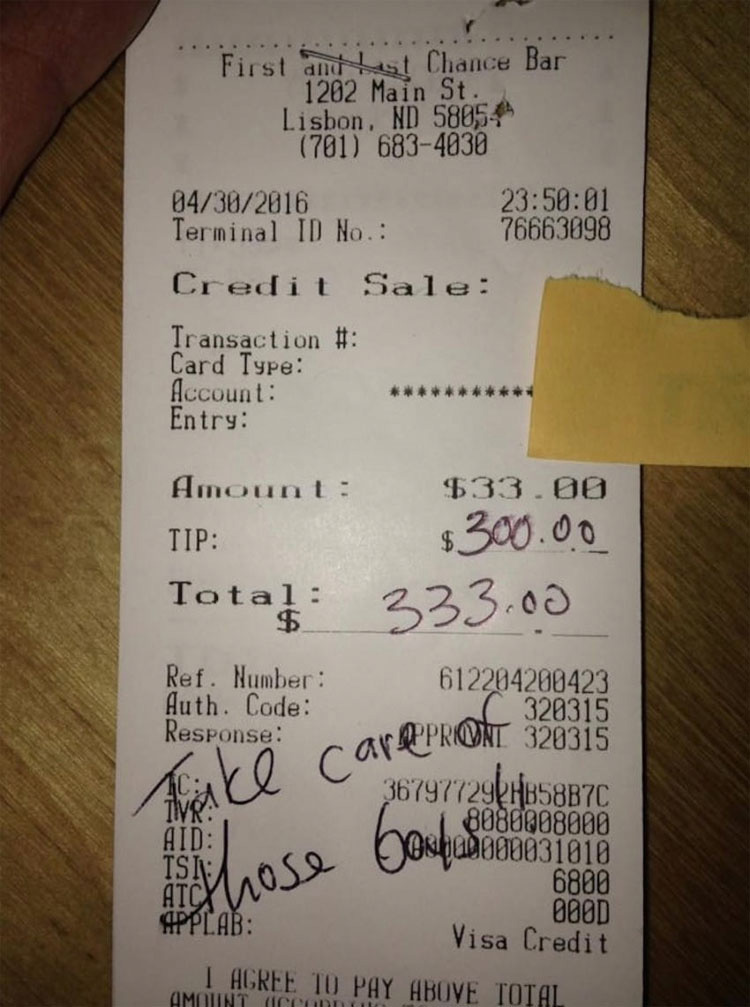 First and Last Chance Bar
1202 Main St.
Lisbon, ND 58054
(701) 683-4030
04/30/2016 23:50:01
Terminal ID No.: 76663098
Credit Sale:
Transaction #:
Card Type:
Account: ***********
Entry:
Amount: $33.00
TIP: $ 300.00
Total:
$ 333.00
Ref. Number: 612204200423
Auth. Code: 320315
Response: APPROVAL 320315
Take care of
those boys
TC:
TVR: 8080008000
AID:
TSI: 6800
ATC: 000D
APPLAB:
Visa Credit
I AGREE TO PAY ABOVE TOTAL